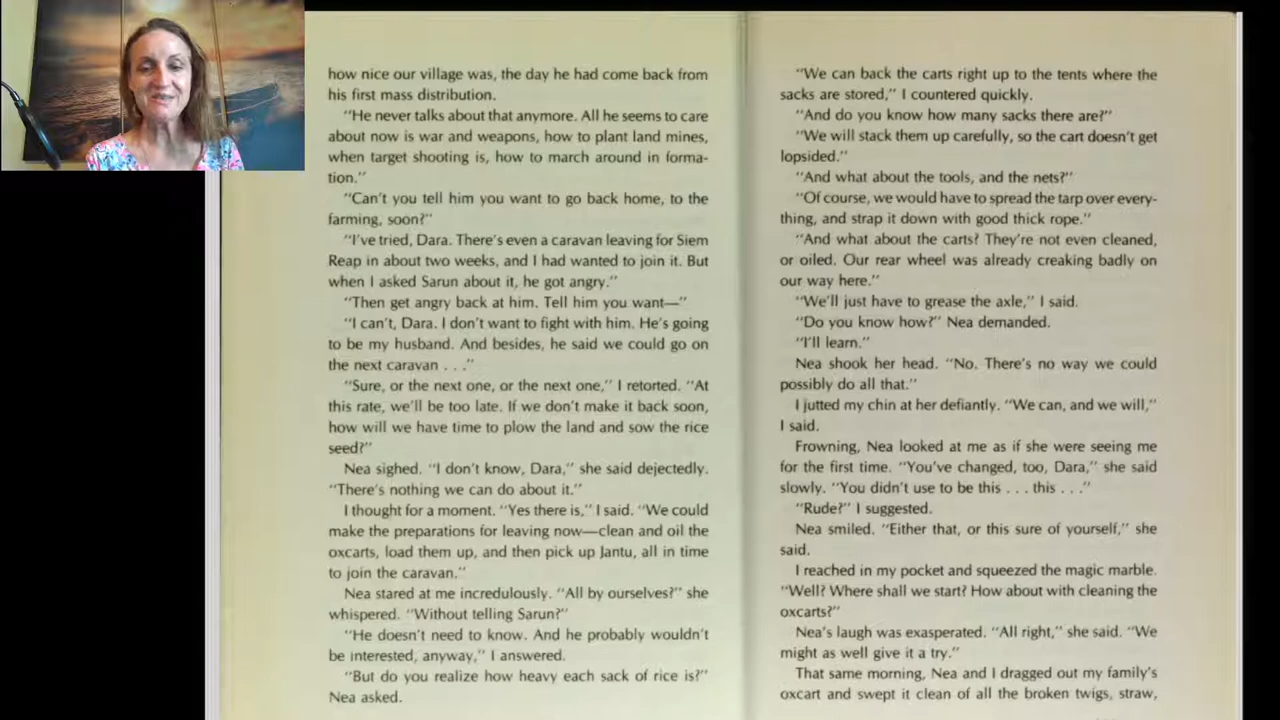 how nice our village was, the day he had come back from
his first mass distribution.
"He never talks about that anymore. All he seems to care
about now is war and weapons, how to plant land mines,
when target shooting is, how to march around in forma-
tion."
"Can't you tell him you want to go back home, to the
farming, soon?"
"I've tried, Dara. There's even a caravan leaving for Siem
Reap in about two weeks, and I had wanted to join it. But
when I asked Sarun about it, he got angry."
"Then get angry back at him. Tell him you want—"
"I can't, Dara. I don't want to fight with him. He's going
to be my husband. And besides, he said we could go on
the next caravan . . ."
"Sure, or the next one, or the next one," I retorted. "At
this rate, we'll be too late. If we don't make it back soon,
how will we have time to plow the land and sow the rice
seed?"
Nea sighed. "I don't know, Dara," she said dejectedly.
"There's nothing we can do about it."
I thought for a moment. "Yes there is," I said. "We could
make the preparations for leaving now—clean and oil the
oxcarts, load them up, and then pick up Jantu, all in time
to join the caravan."
Nea stared at me incredulously. "All by ourselves?" she
whispered. "Without telling Sarun?"
"He doesn't need to know. And he probably wouldn't
be interested, anyway," I answered.
"But do you realize how heavy each sack of rice is?"
Nea asked.
"We can back the carts right up to the tents where the
sacks are stored," I countered quickly.
"And do you know how many sacks there are?"
"We will stack them up carefully, so the cart doesn't get
lopsided."
"And what about the tools, and the nets?"
"Of course, we would have to spread the tarp over every-
thing, and strap it down with good thick rope."
"And what about the carts? They're not even cleaned,
or oiled. Our rear wheel was already creaking badly on
our way here."
"We'll just have to grease the axle," I said.
"Do you know how?" Nea demanded.
"I'll learn."
Nea shook her head. "No. There's no way we could
possibly do all that."
I jutted my chin at her defiantly. "We can, and we will,"
I said.
Frowning, Nea looked at me as if she were seeing me
for the first time. "You've changed, too, Dara," she said
slowly. "You didn't use to be this . . . this . . ."
"Rude?" I suggested.
Nea smiled. "Either that, or this sure of yourself," she
said.
I reached in my pocket and squeezed the magic marble.
"Well? Where shall we start? How about with cleaning the
oxcarts?"
Nea's laugh was exasperated. "All right," she said. "We
might as well give it a try."
That same morning, Nea and I dragged out my family's
oxcart and swept it clean of all the broken twigs, straw,